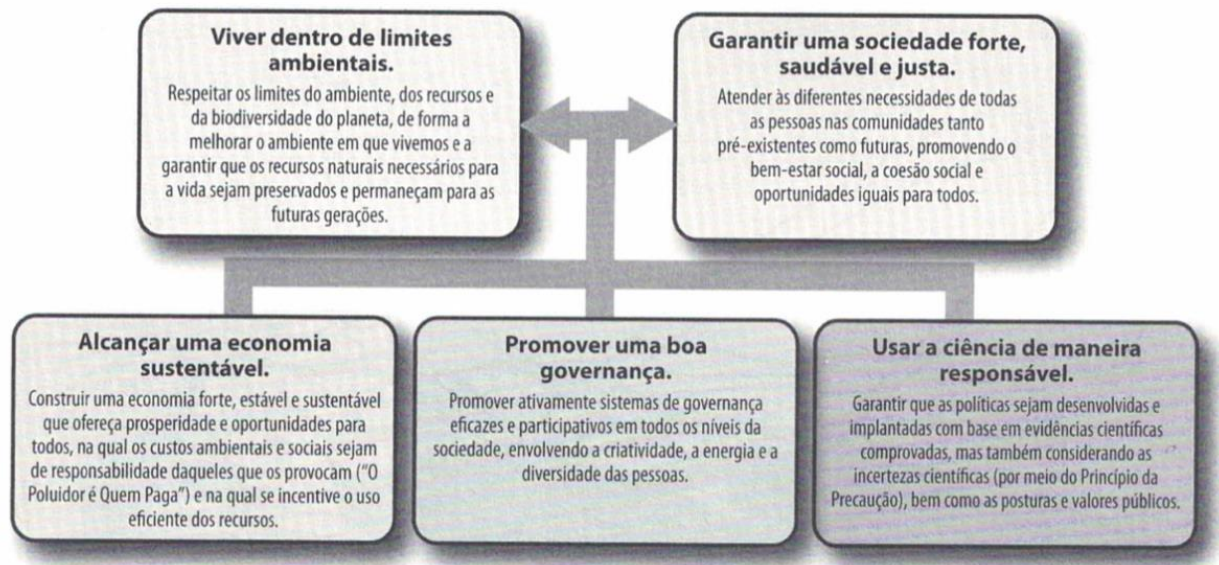 Viver dentro de limites
ambientais.
Respeitar os limites do ambiente, dos recursos e
da biodiversidade do planeta, de forma a
melhorar o ambiente em que vivemos e a
garantir que os recursos naturais necessários para
a vida sejam preservados e permaneçam para as
futuras gerações.
Garantir uma sociedade forte,
saudável e justa.
Atender às diferentes necessidades de todas
as pessoas nas comunidades tanto
pré-existentes como futuras, promovendo o
bem-estar social, a coesão social e
oportunidades iguais para todos.
Alcançar uma economia
sustentável.
Construir uma economia forte, estável e sustentável
que ofereça prosperidade e oportunidades para
todos, na qual os custos ambientais e sociais sejam
de responsabilidade daqueles que os provocam ("O
Poluidor é Quem Paga") e na qual se incentive o uso
eficiente dos recursos.
Promover uma boa
governança.
Promover ativamente sistemas de governança
eficazes e participativos em todos os níveis da
sociedade, envolvendo a criatividade, a energia e a
diversidade das pessoas.
Usar a ciência de maneira
responsável.
Garantir que as políticas sejam desenvolvidas e
implantadas com base em evidências científicas
comprovadas, mas também considerando as
incertezas científicas (por meio do Princípio da
Precaução), bem como as posturas e valores públicos.